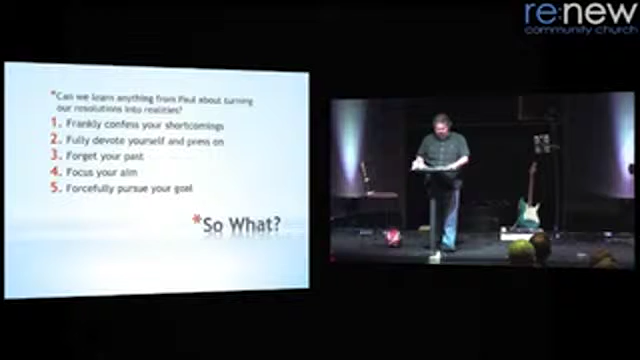 re:new
community church
*Can we learn anything from Paul about turning
our resolutions into realities?
1. Frankly confess your shortcomings
2. Fully devote yourself and press on
3. Forget your past
4. Focus your aim
5. Forcefully pursue your goal
*So What?